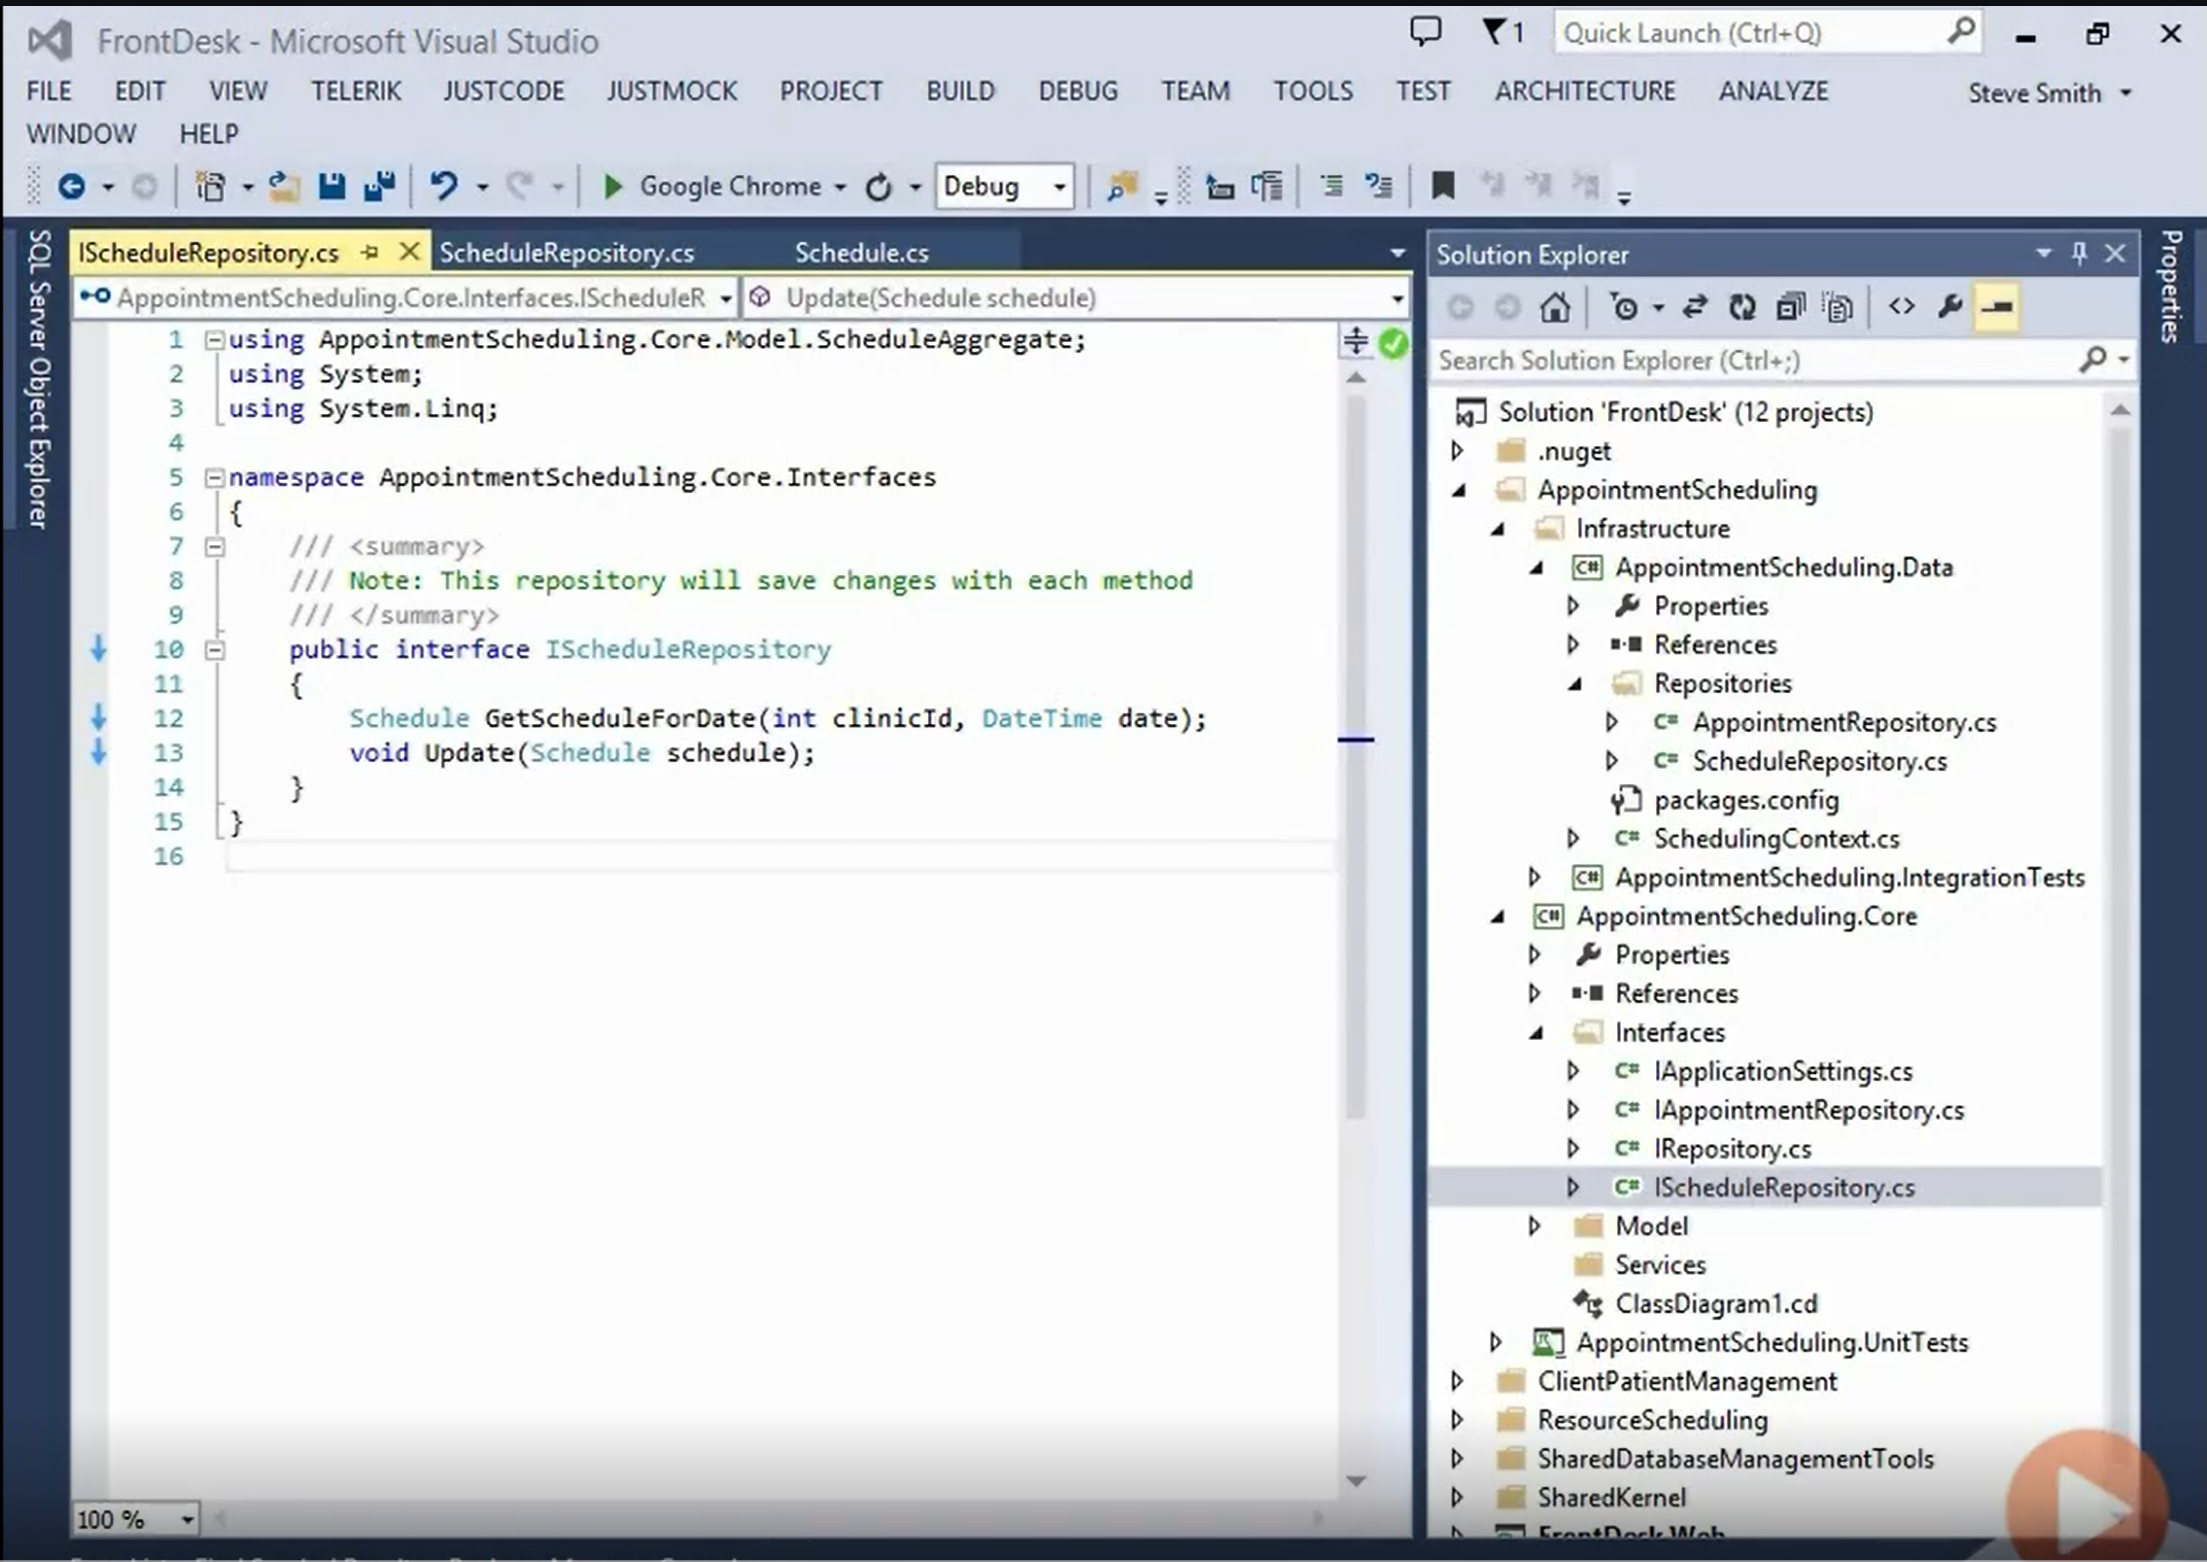 FrontDesk - Microsoft Visual Studio
1
Quick Launch (Ctrl+Q)
FILE EDIT VIEW TELERIK JUSTCODE JUSTMOCK PROJECT BUILD DEBUG TEAM TOOLS TEST ARCHITECTURE ANALYZE
Steve Smith
WINDOW HELP
Google Chrome
Debug
SQL Server Object Explorer
IScheduleRepository.cs
ScheduleRepository.cs
Schedule.cs
AppointmentScheduling.Core.Interfaces.IScheduleR
Update(Schedule schedule)
1 using AppointmentScheduling.Core.Model.ScheduleAggregate;
2 using System;
3 using System.Linq;
4
5 namespace AppointmentScheduling.Core.Interfaces
6 {
7 /// <summary>
8 /// Note: This repository will save changes with each method
9 /// </summary>
10 public interface IScheduleRepository
11 {
12 Schedule GetScheduleForDate(int clinicId, DateTime date);
13 void Update(Schedule schedule);
14 }
15 }
16
100 %
Solution Explorer
Search Solution Explorer (Ctrl+;)
Solution 'FrontDesk' (12 projects)
.nuget
AppointmentScheduling
Infrastructure
C# AppointmentScheduling.Data
Properties
References
Repositories
C# AppointmentRepository.cs
C# ScheduleRepository.cs
packages.config
C# SchedulingContext.cs
C# AppointmentScheduling.IntegrationTests
C# AppointmentScheduling.Core
Properties
References
Interfaces
C# IApplicationSettings.cs
C# IAppointmentRepository.cs
C# IRepository.cs
C# IScheduleRepository.cs
Model
Services
ClassDiagram1.cd
AppointmentScheduling.UnitTests
ClientPatientManagement
ResourceScheduling
SharedDatabaseManagementTools
SharedKernel
FrontDesk.Web
Properties